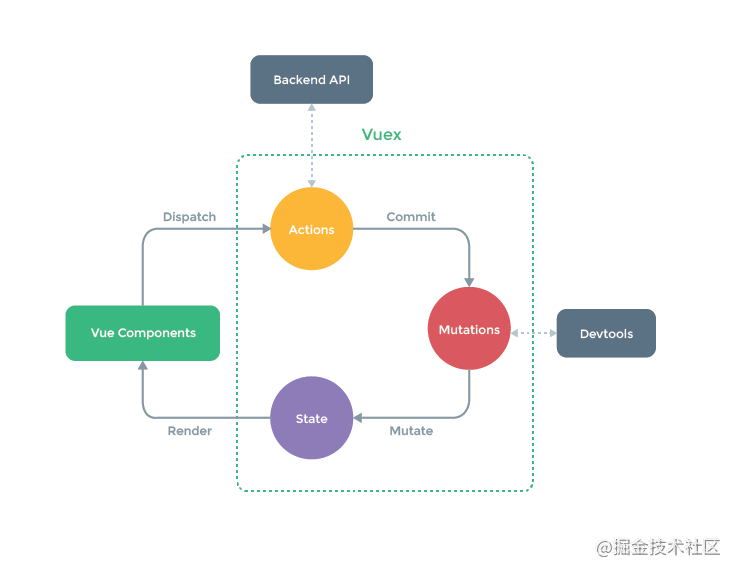 Backend API
Vuex
Dispatch
Commit
Actions
Vue Components
Mutations
Devtools
State
Render
Mutate
@掘金技术社区